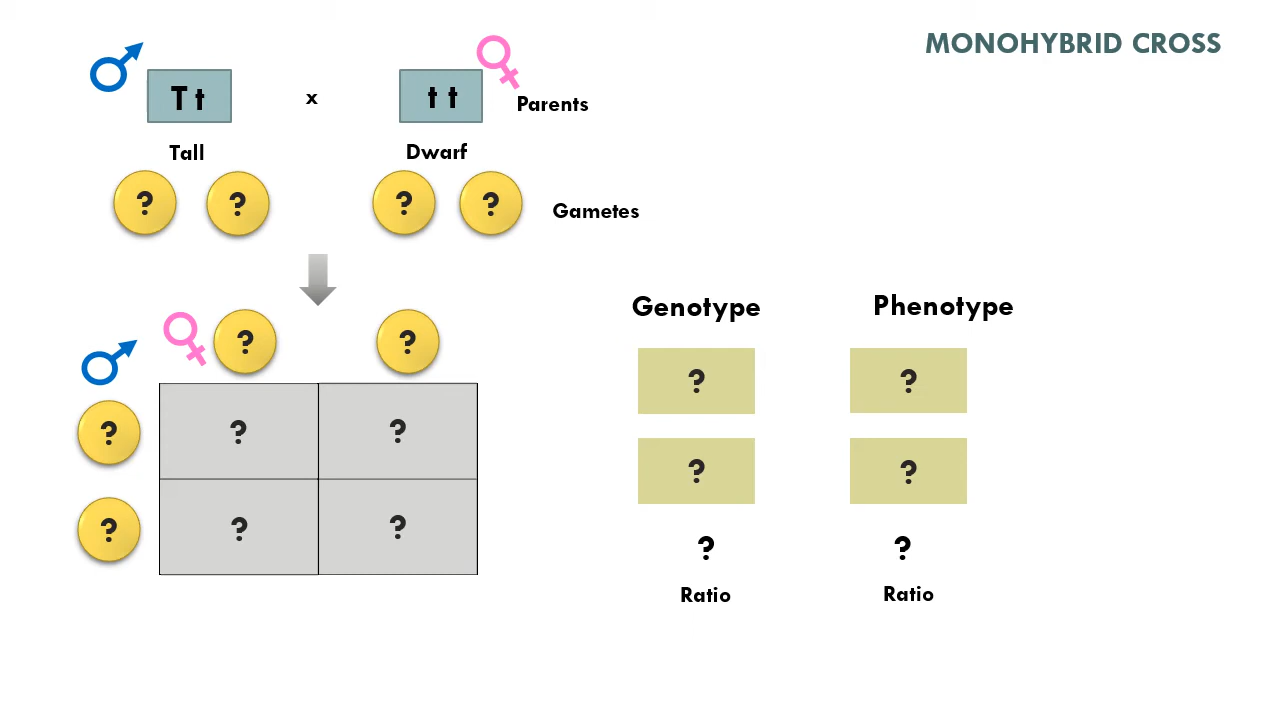 MONOHYBRID CROSS
T t x t t Parents
Tall Dwarf
? ? ? ? Gametes
Genotype Phenotype
? ?
? ? ? ? ?
? ? ? ? ?
? ?
Ratio Ratio